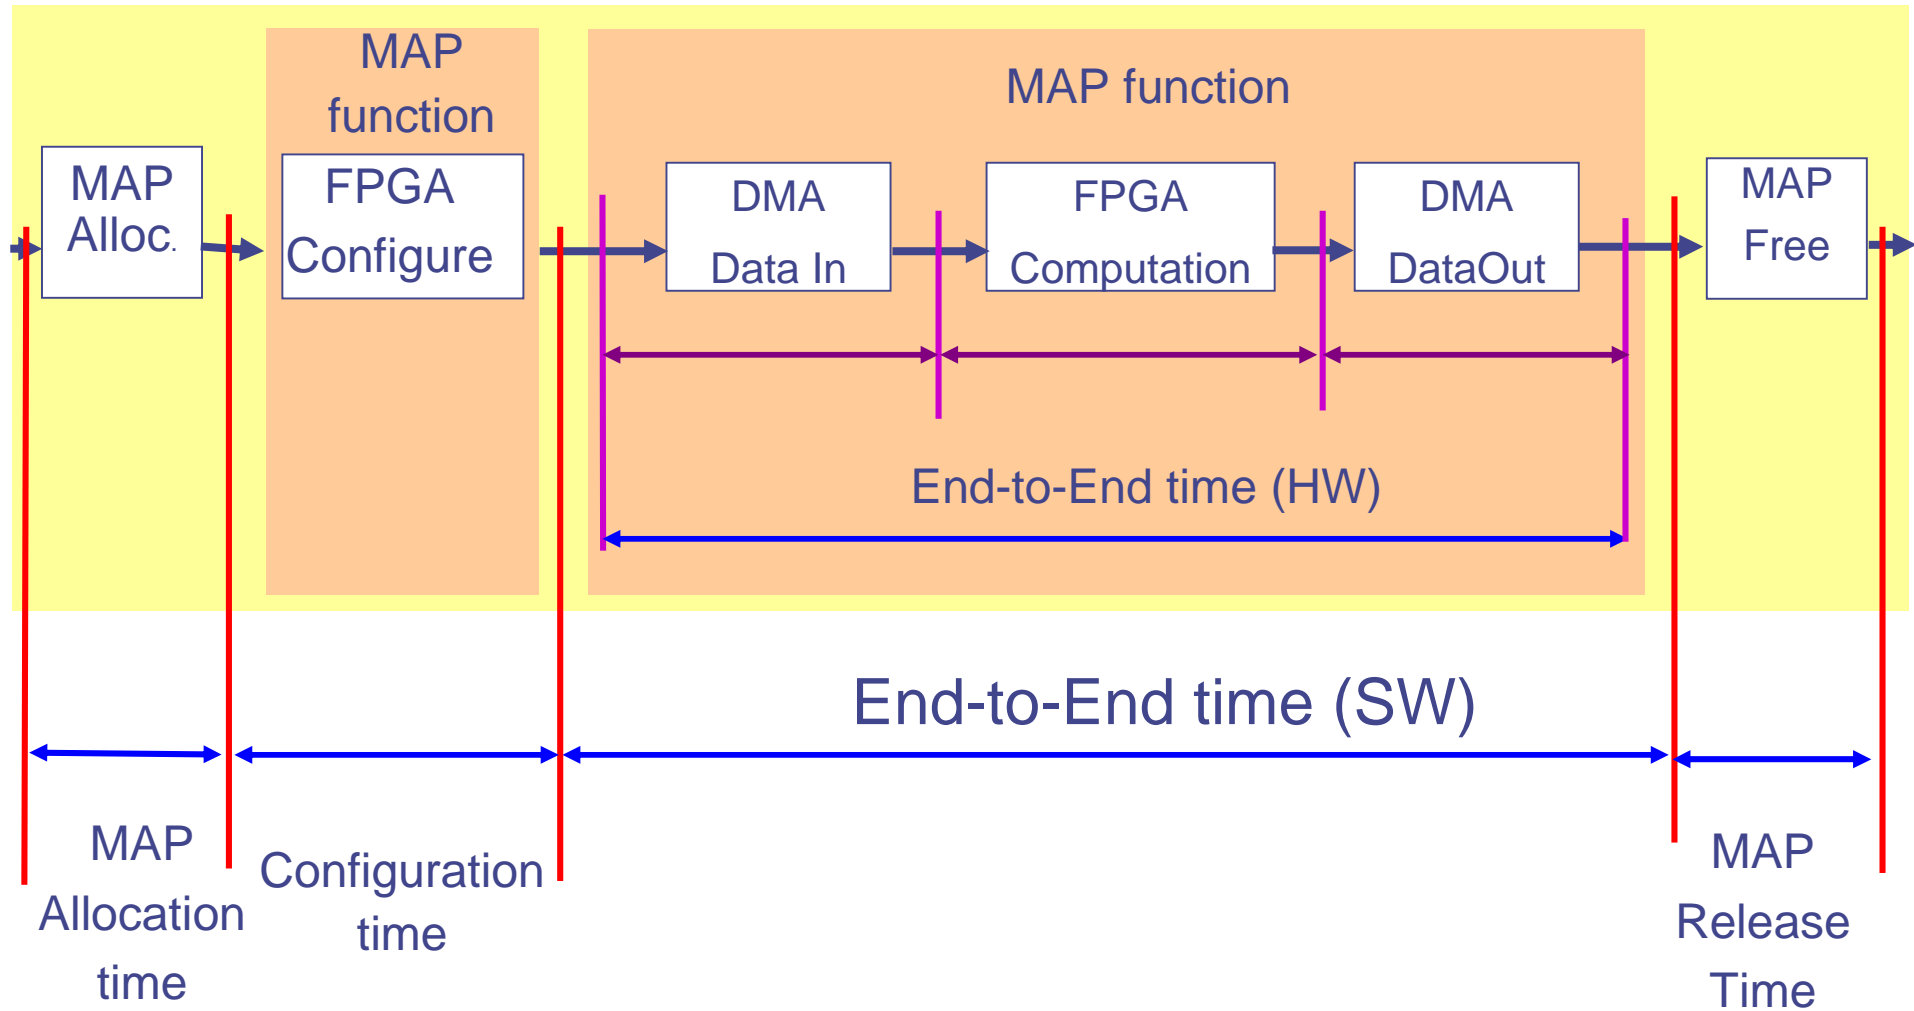 MAP
function
MAP function
MAP
Alloc.
FPGA
Configure
DMA
Data In
FPGA
Computation
DMA
DataOut
MAP
Free
End-to-End time (HW)
End-to-End time (SW)
MAP
Allocation
time
Configuration
time
MAP
Release
Time